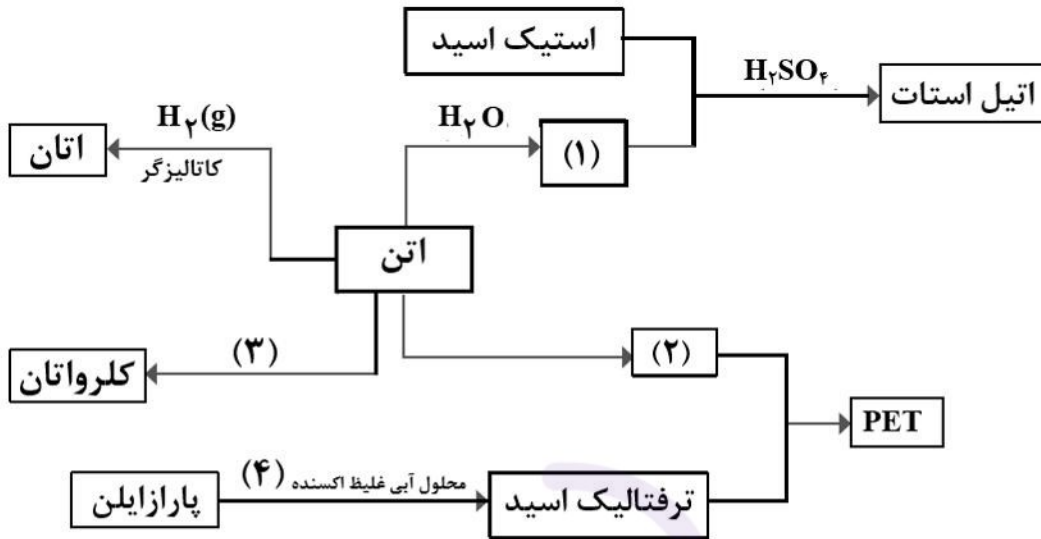 استیک اسید
H۲SO۴
اتیل استات
H۲(g)
H۲O
اتان
کاتالیزگر
(۱)
اتن
(۳)
(۲)
کلرواتان
PET
(۴) محلول آبی غلیظ اکسنده
پارازایلن
ترفتالیک اسید